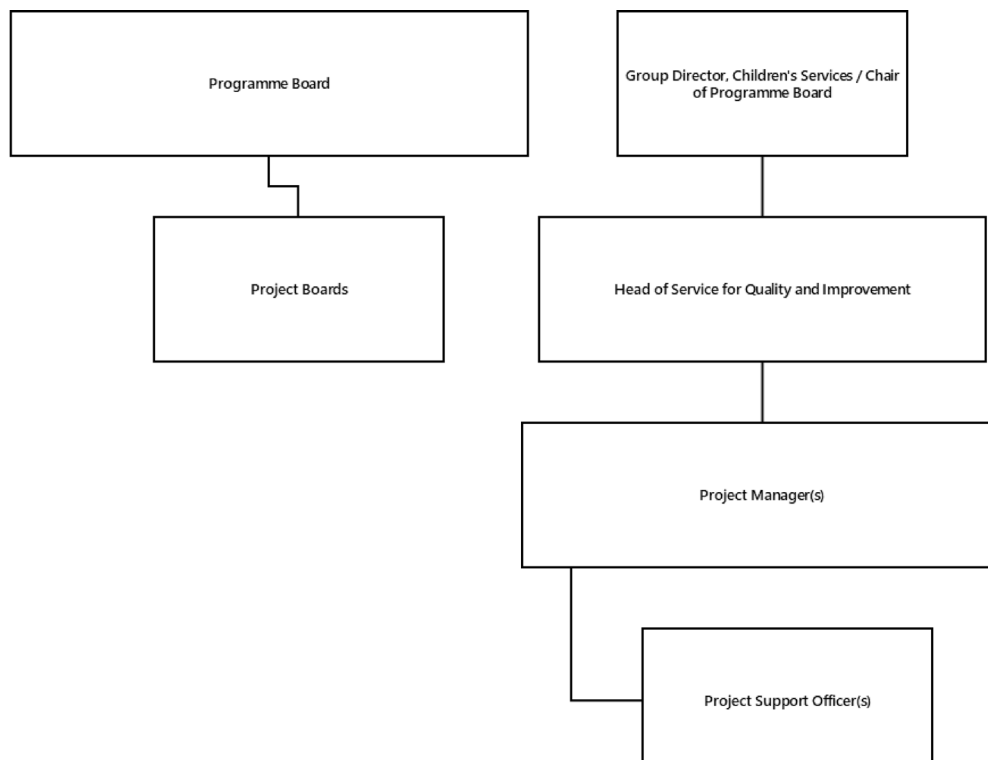 Programme Board
Group Director, Children's Services / Chair
of Programme Board
Project Boards
Head of Service for Quality and Improvement
Project Manager(s)
Project Support Officer(s)